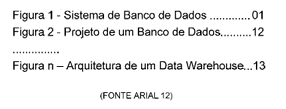 Figura 1 - Sistema de Banco de Dados .............01
Figura 2 - Projeto de um Banco de Dados..........12
...............
Figura n – Arquitetura de um Data Warehouse...13
(FONTE ARIAL 12)